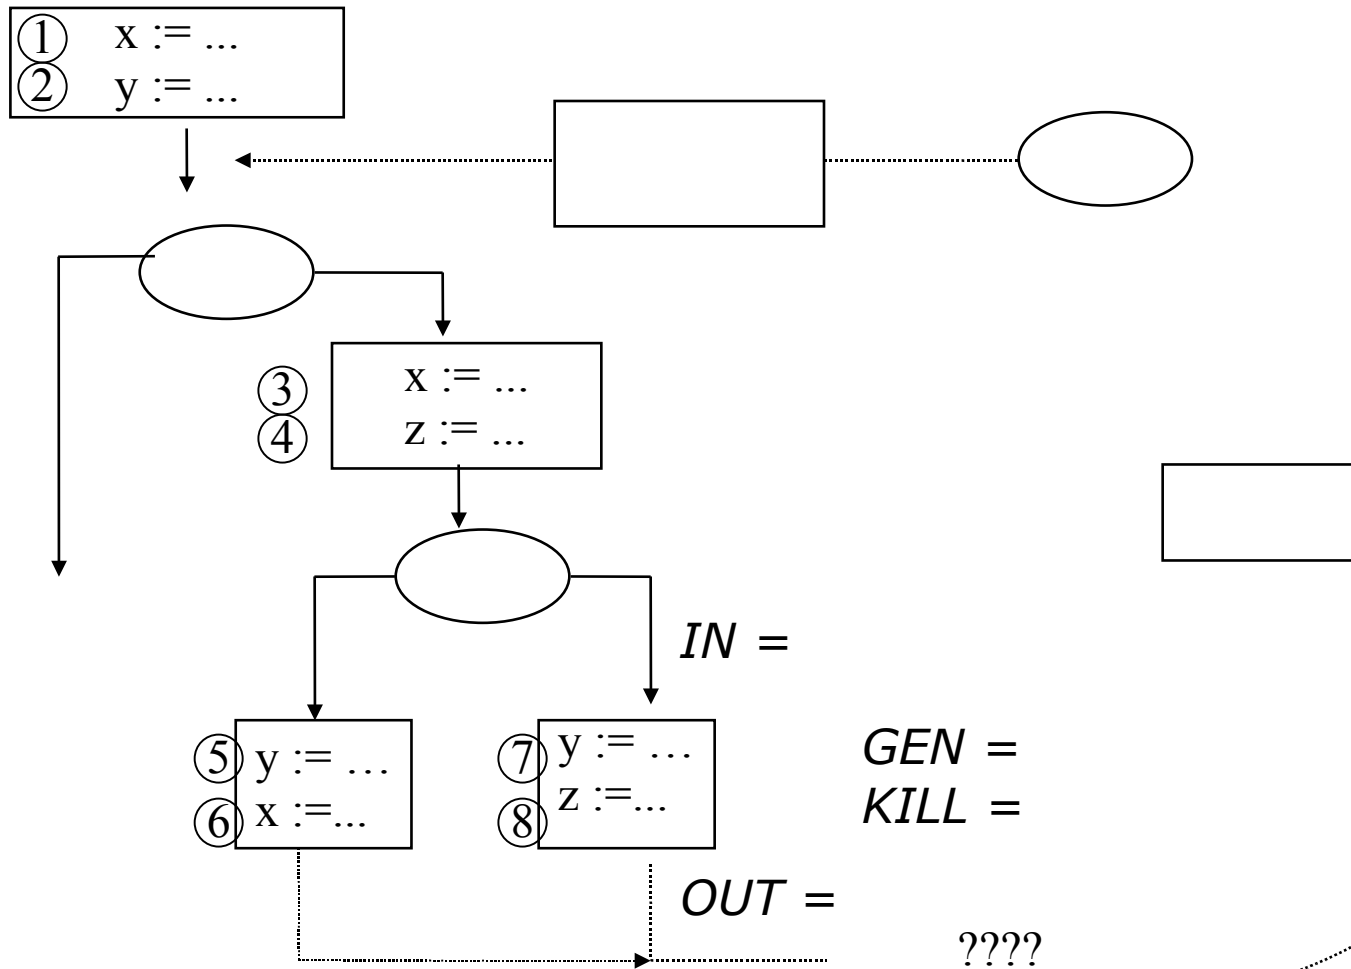 ① x := ...
② y := ...
③ x := ...
④ z := ...
IN =
⑤ y := ...
⑥ x :=...
⑦ y := ...
⑧ z :=...
GEN =
KILL =
OUT =
????